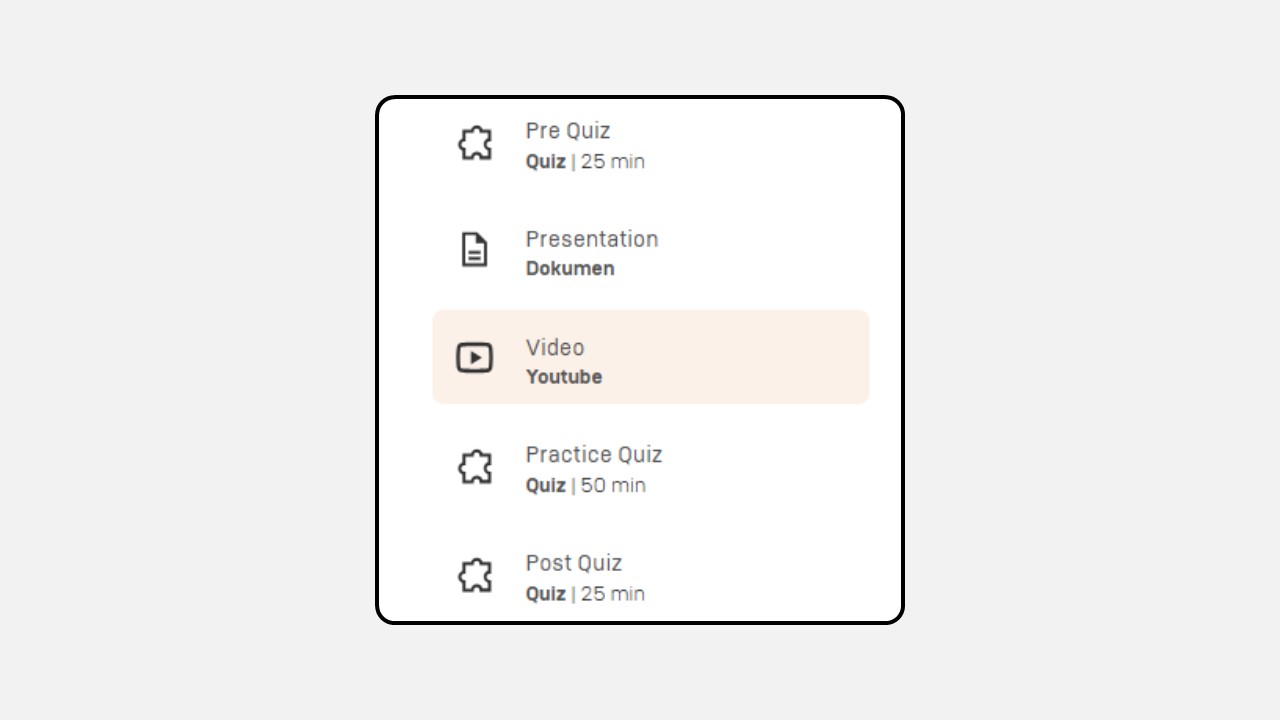 Pre Quiz
Quiz | 25 min
Presentation
Dokumen
Video
Youtube
Practice Quiz
Quiz | 50 min
Post Quiz
Quiz | 25 min